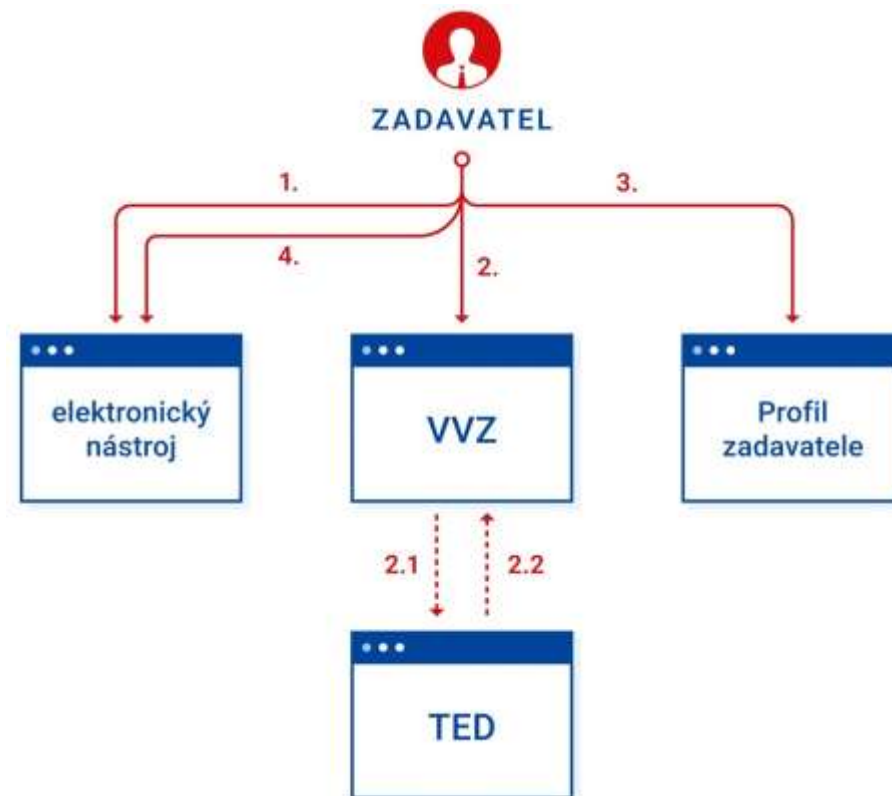 ZADAVATEL
1.
3.
4.
2.
elektronický
nástroj
VVZ
Profil
zadavatele
2.1
2.2
TED